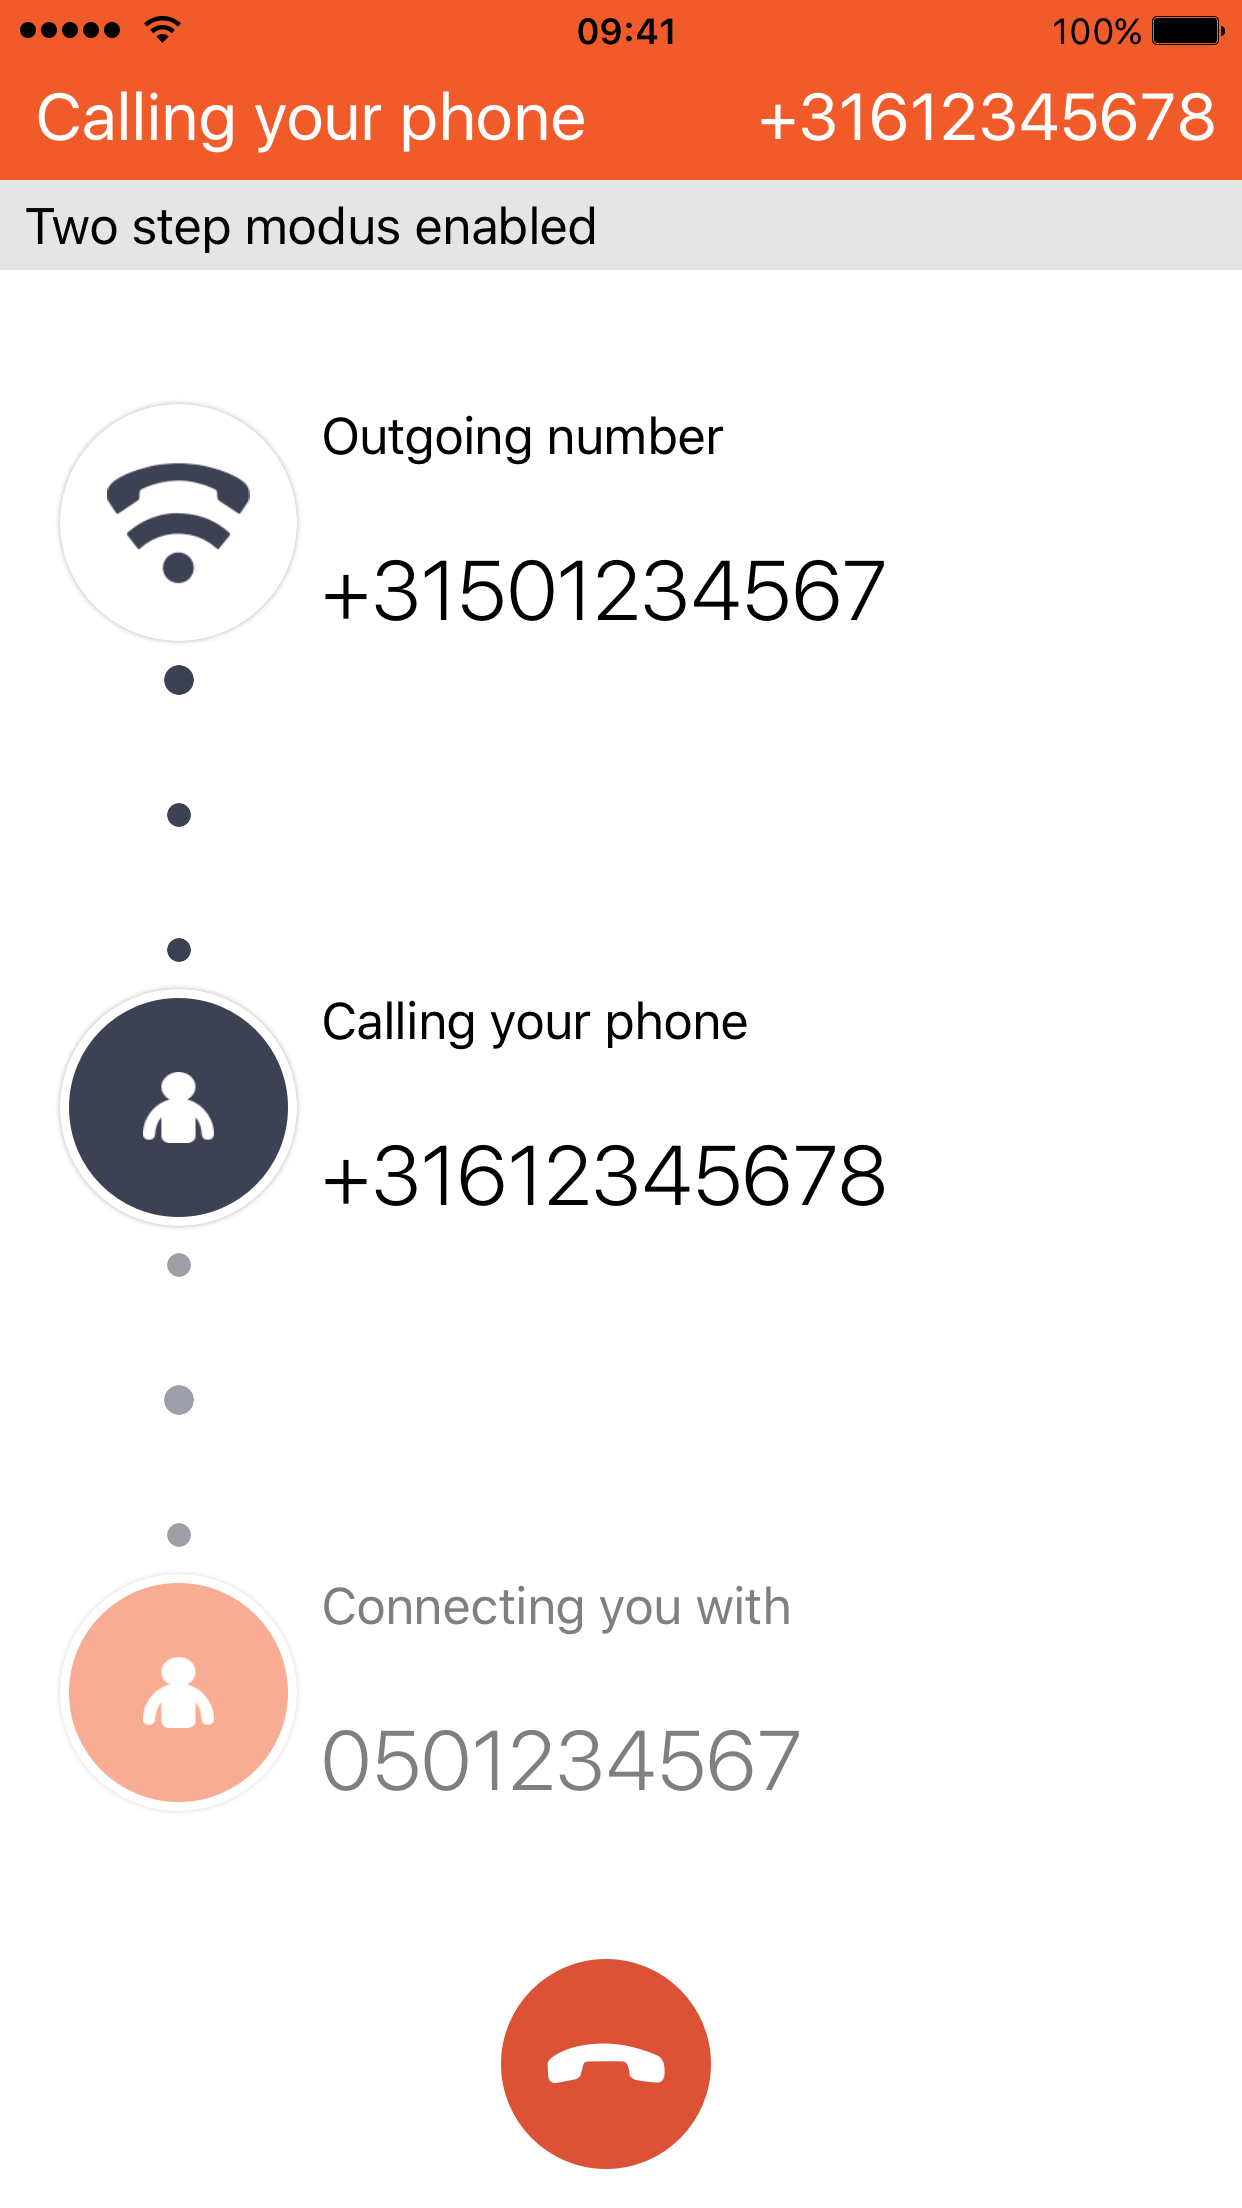 09:41
100%
Calling your phone +31612345678
Two step modus enabled
Outgoing number
+31501234567
Calling your phone
+31612345678
Connecting you with
0501234567